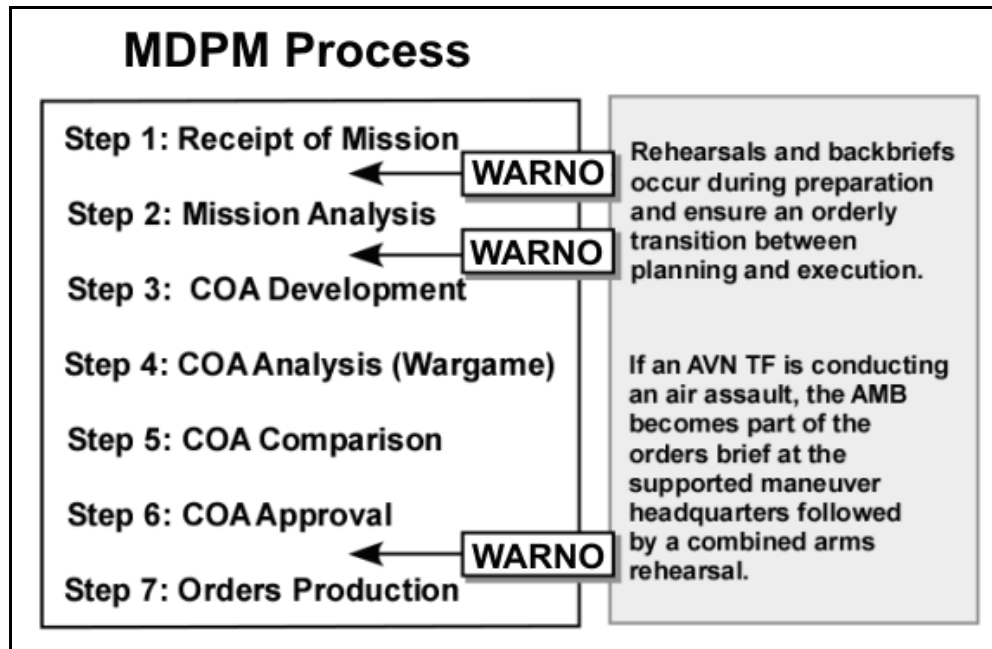 MDPM Process
Step 1: Receipt of Mission
WARNO
Step 2: Mission Analysis
WARNO
Step 3: COA Development
Step 4: COA Analysis (Wargame)
Step 5: COA Comparison
Step 6: COA Approval
WARNO
Step 7: Orders Production
Rehearsals and backbriefs
occur during preparation
and ensure an orderly
transition between
planning and execution.
If an AVN TF is conducting
an air assault, the AMB
becomes part of the
orders brief at the
supported maneuver
headquarters followed
by a combined arms
rehearsal.